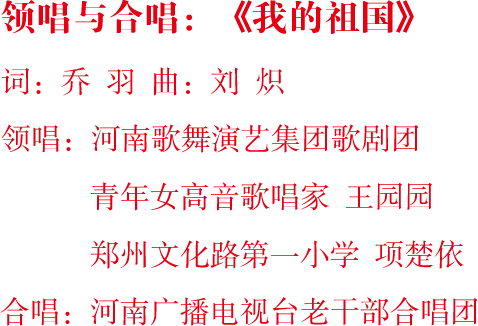 领唱与合唱：《我的祖国》
词：乔 羽 曲：刘 炽
领唱：河南歌舞演艺集团歌剧团
青年女高音歌唱家 王园园
郑州文化路第一小学 项楚依
合唱：河南广播电视台老干部合唱团